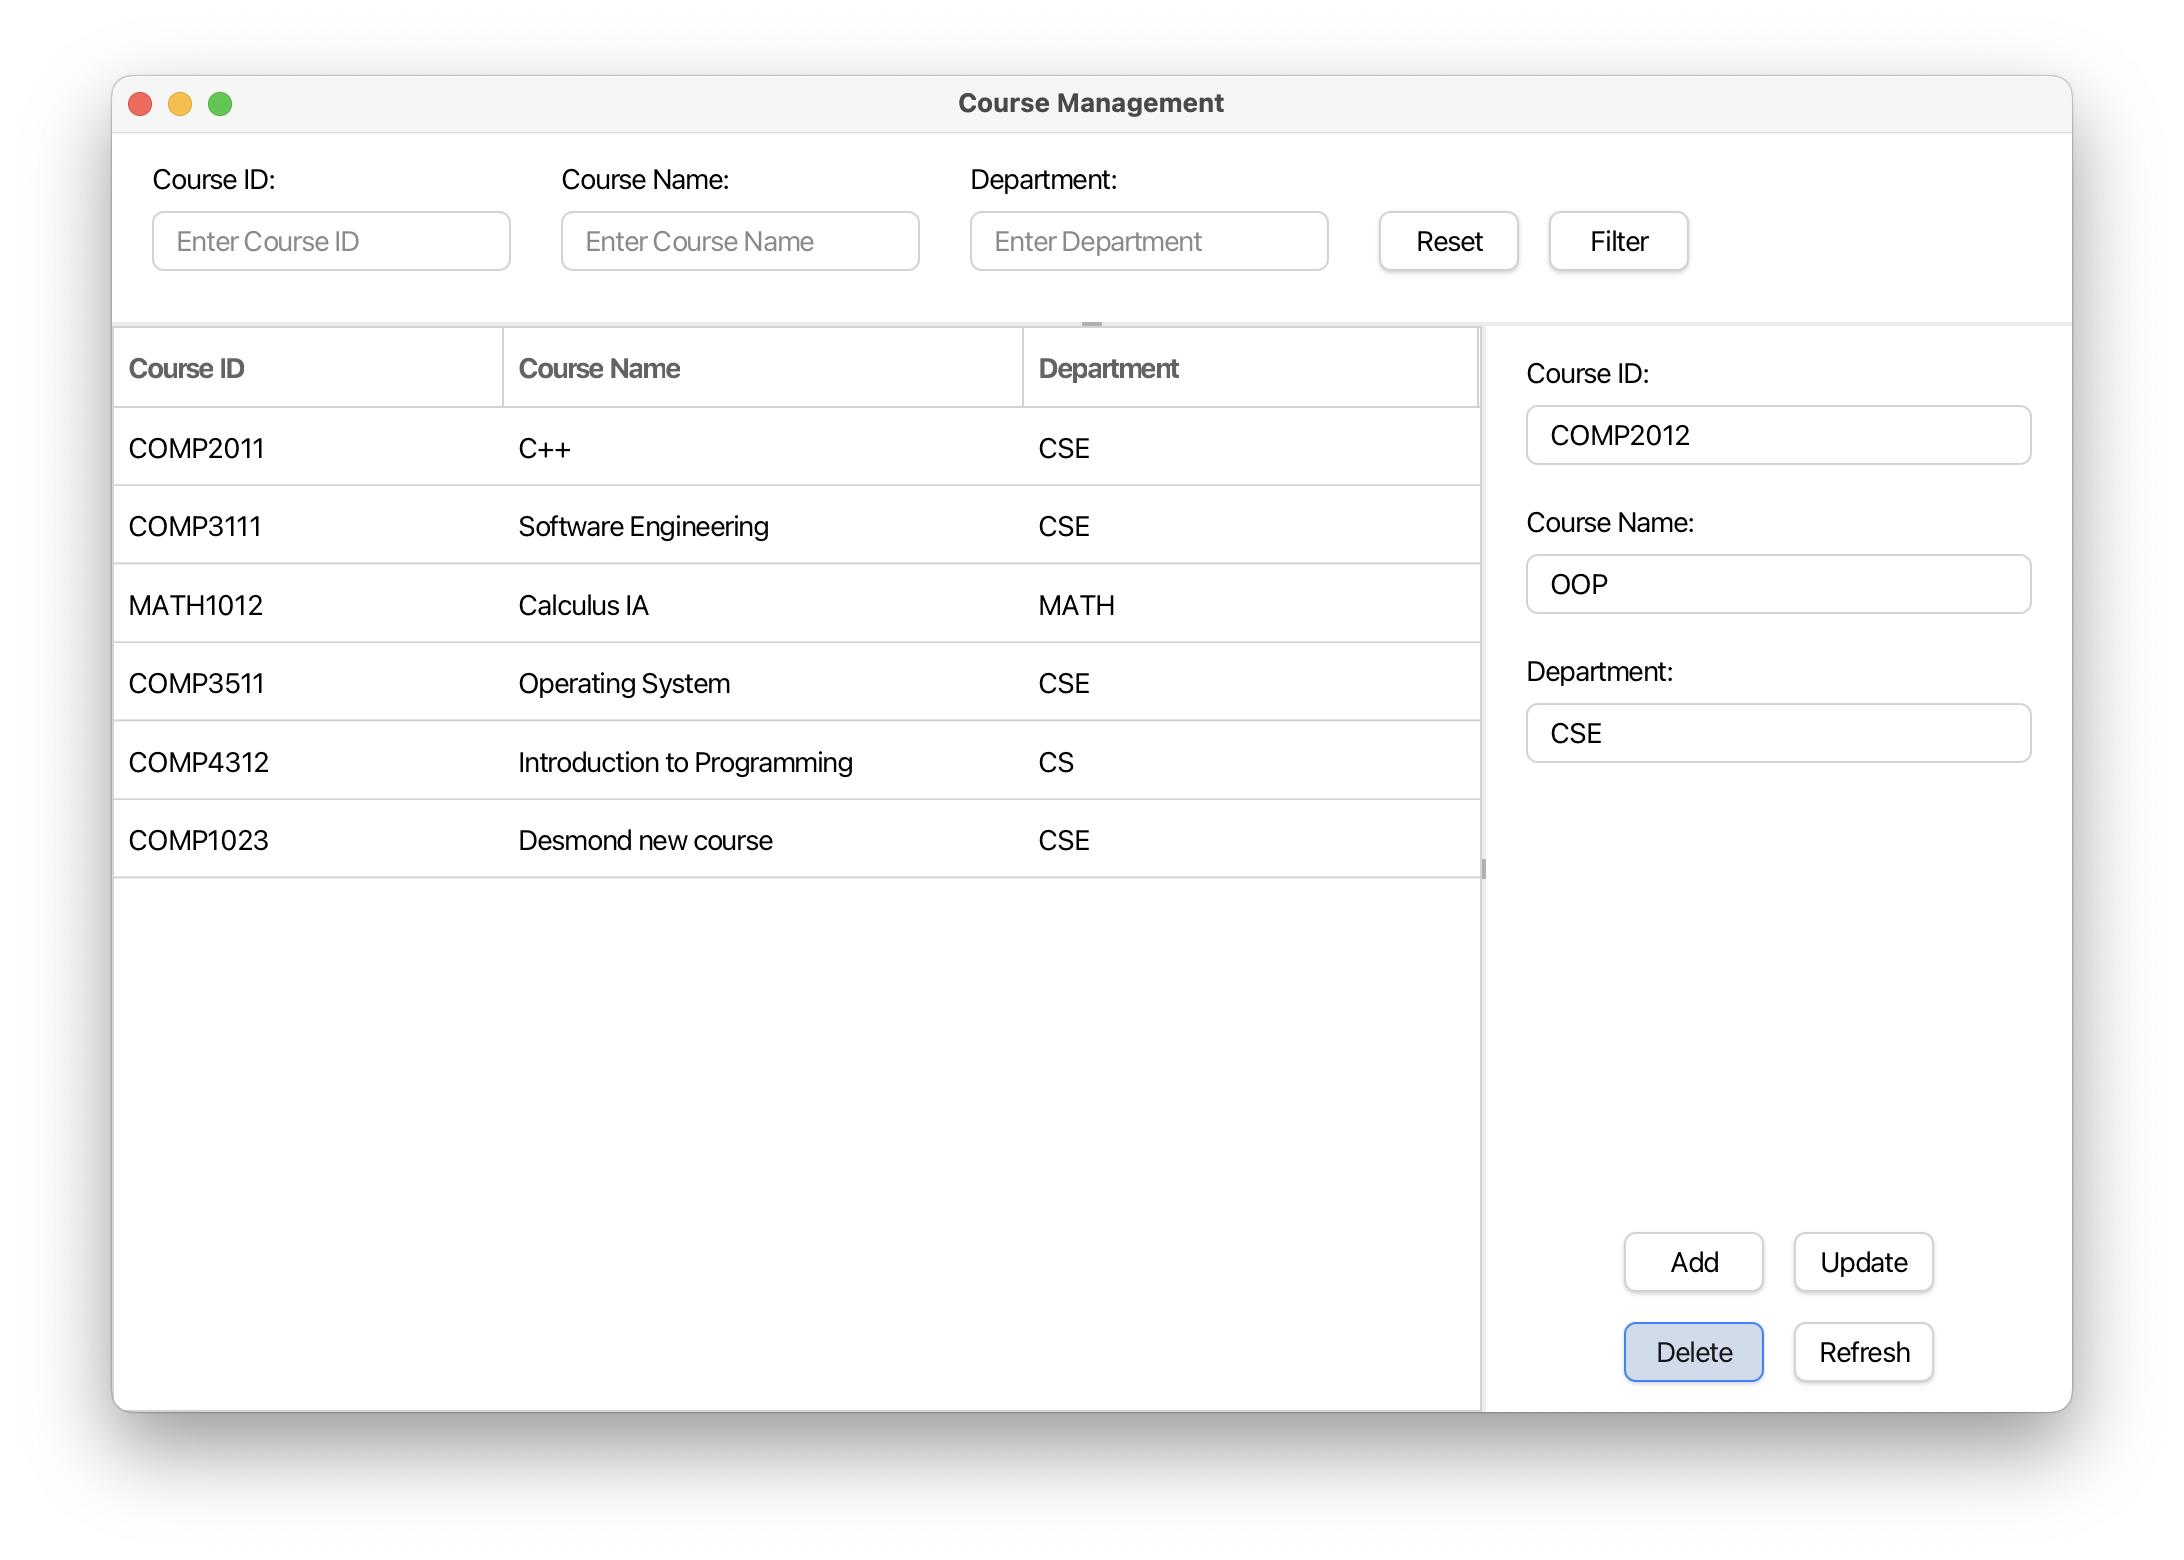 Course Management
Course ID: Course Name: Department:
Enter Course ID Enter Course Name Enter Department Reset Filter
Course ID Course Name Department
COMP2011 C++ CSE
COMP3111 Software Engineering CSE
MATH1012 Calculus IA MATH
COMP3511 Operating System CSE
COMP4312 Introduction to Programming CS
COMP1023 Desmond new course CSE
Course ID:
COMP2012
Course Name:
OOP
Department:
CSE
Add Update
Delete Refresh